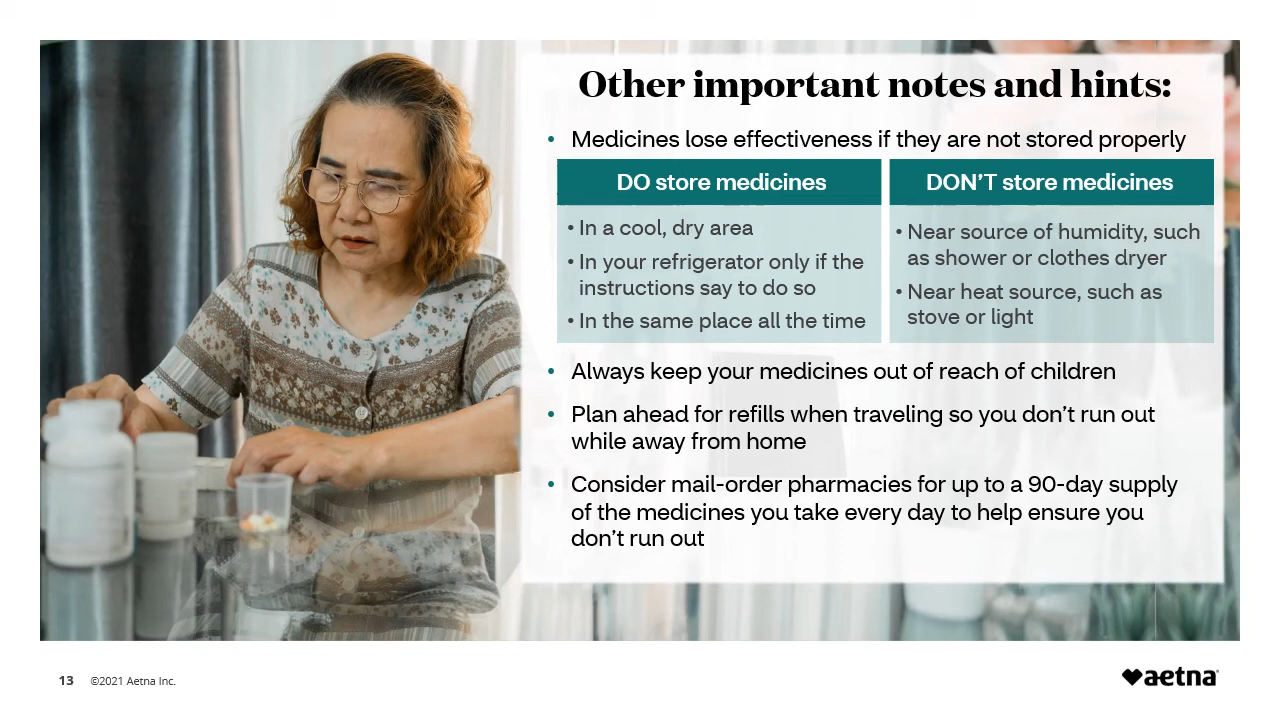 Other important notes and hints:
• Medicines lose effectiveness if they are not stored properly
DO store medicines
• In a cool, dry area
• In your refrigerator only if the
instructions say to do so
• In the same place all the time
DON’T store medicines
• Near source of humidity, such
as shower or clothes dryer
• Near heat source, such as
stove or light
• Always keep your medicines out of reach of children
• Plan ahead for refills when traveling so you don’t run out
while away from home
• Consider mail-order pharmacies for up to a 90-day supply
of the medicines you take every day to help ensure you
don’t run out
13 ©2021 Aetna Inc.
aetna®